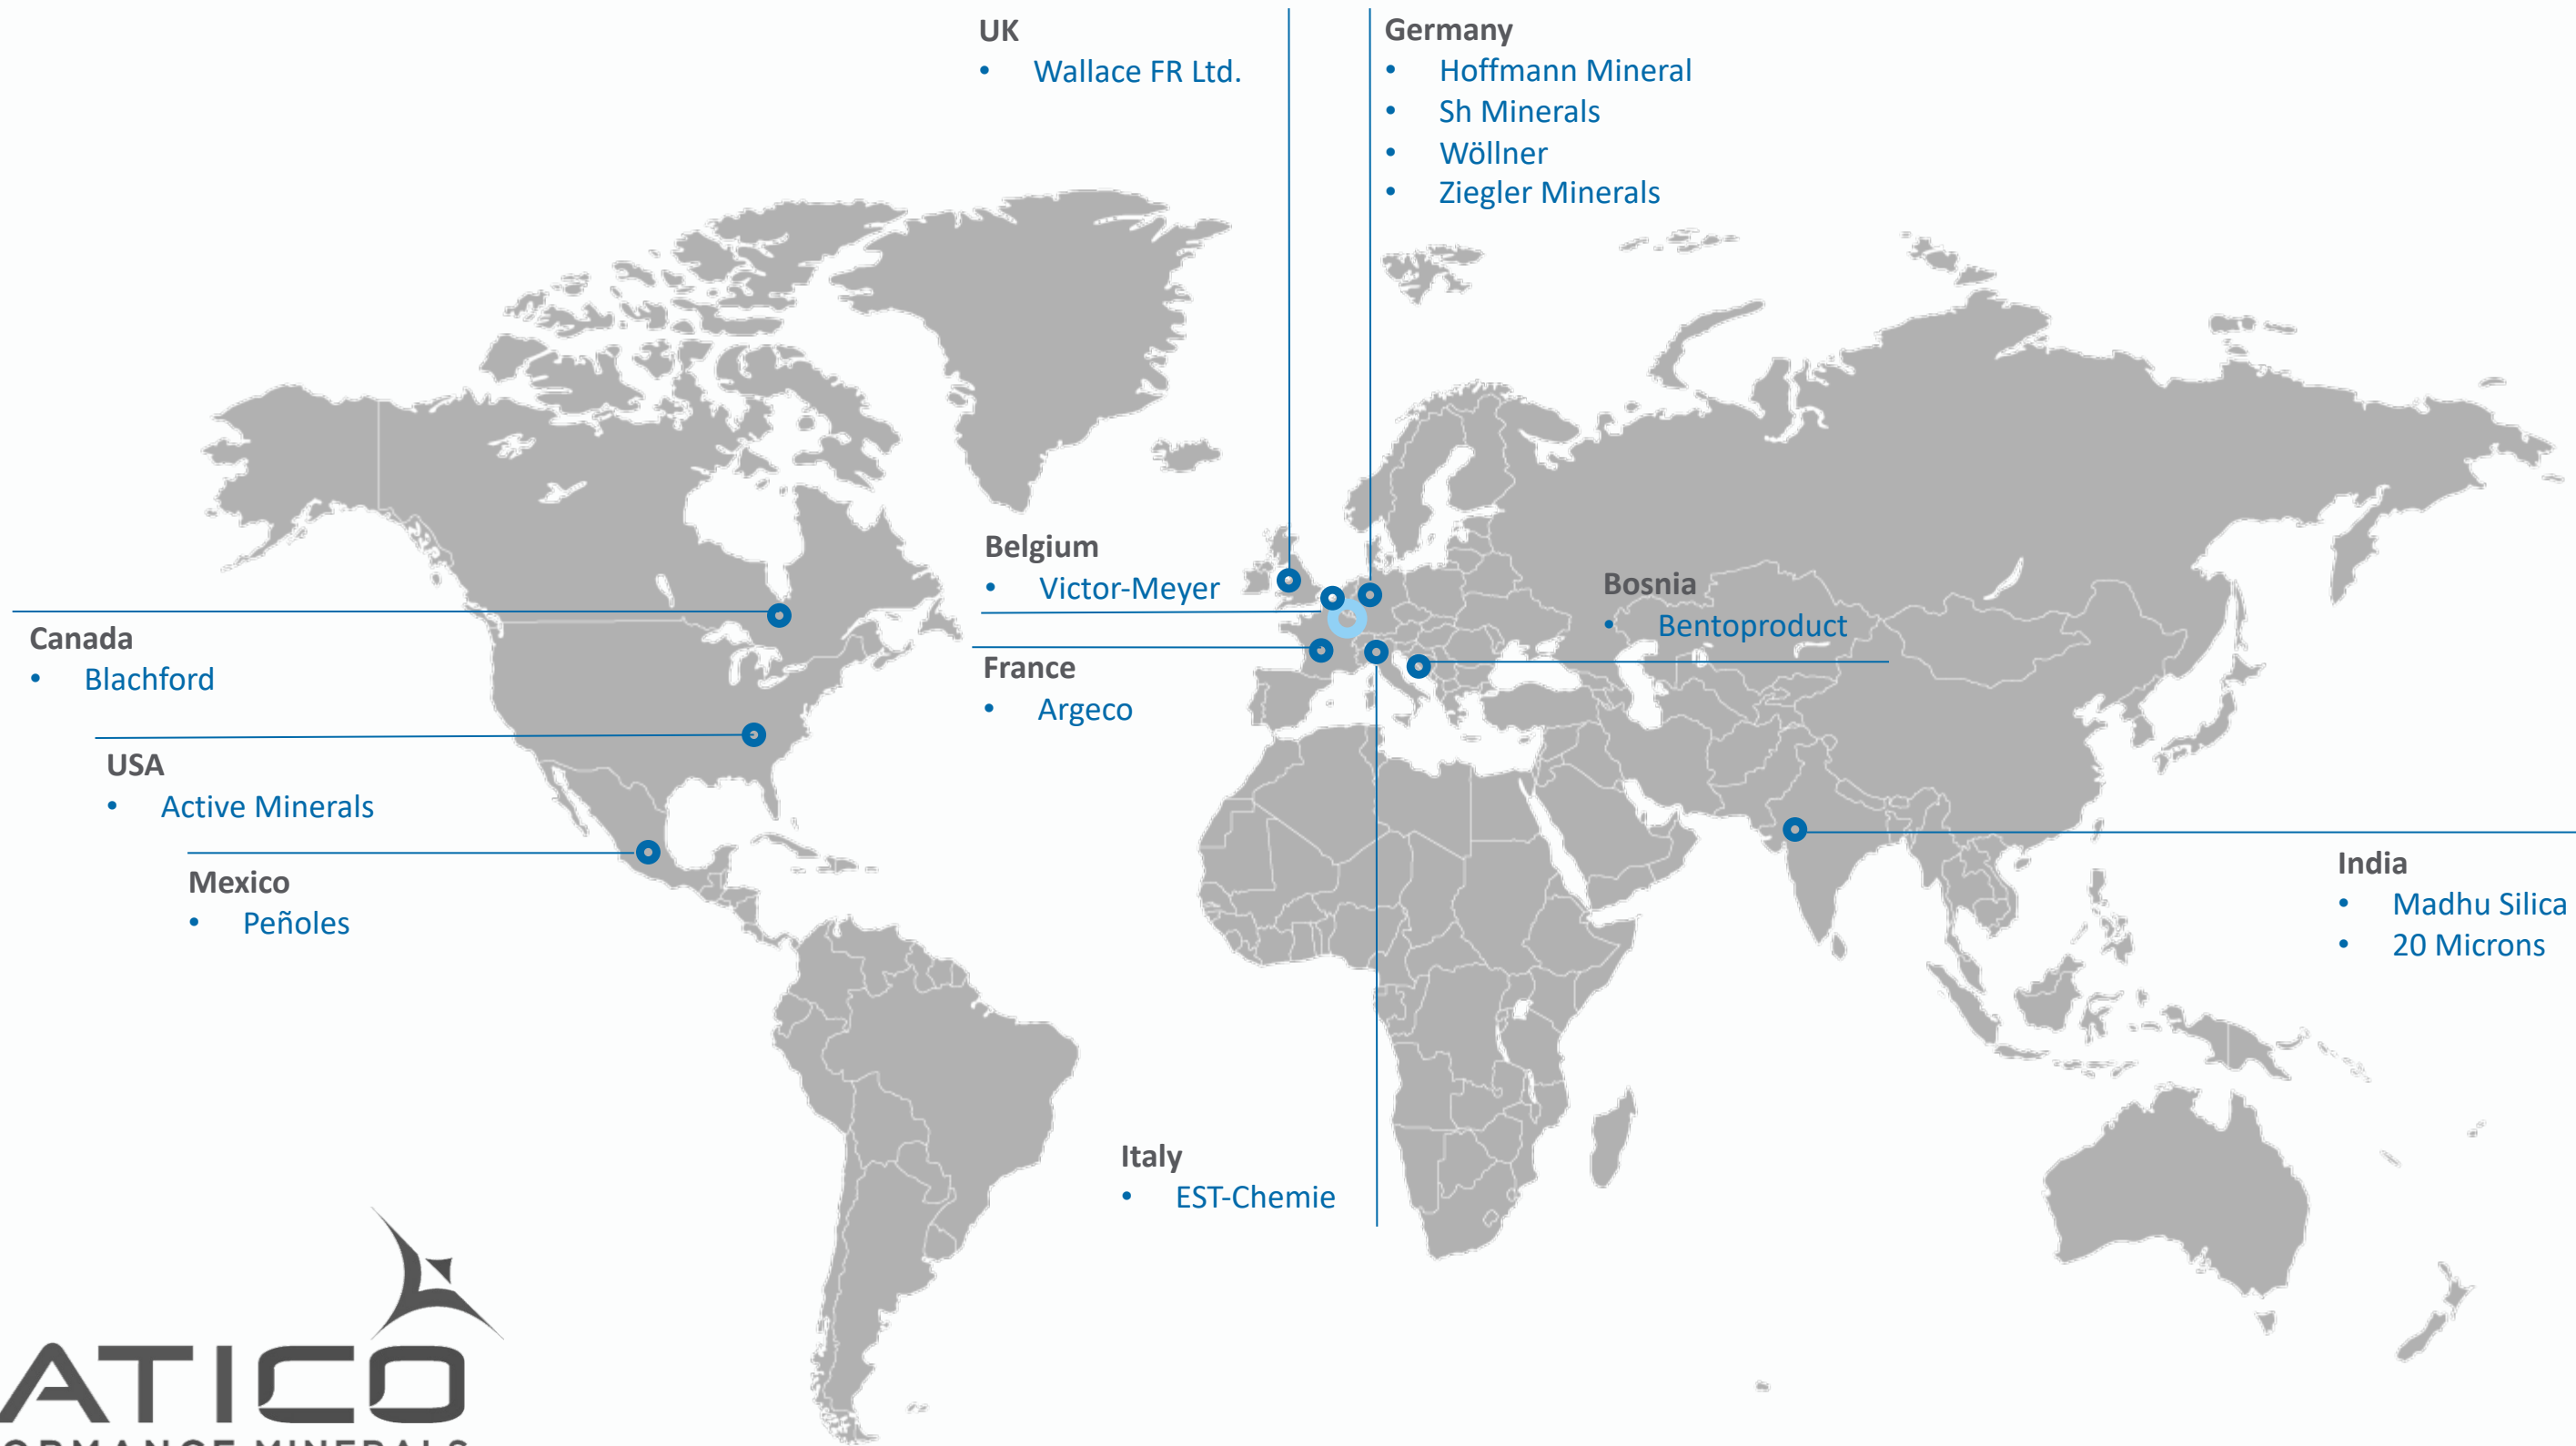 UK
• Wallace FR Ltd.
Germany
• Hoffmann Mineral
• Sh Minerals
• Wöllner
• Ziegler Minerals
Belgium
• Victor-Meyer
Bosnia
• Bentoproduct
Canada
• Blachford
France
• Argeco
USA
• Active Minerals
Mexico
• Peñoles
India
• Madhu Silica
• 20 Microns
Italy
• EST-Chemie
ATICO
MINERALS